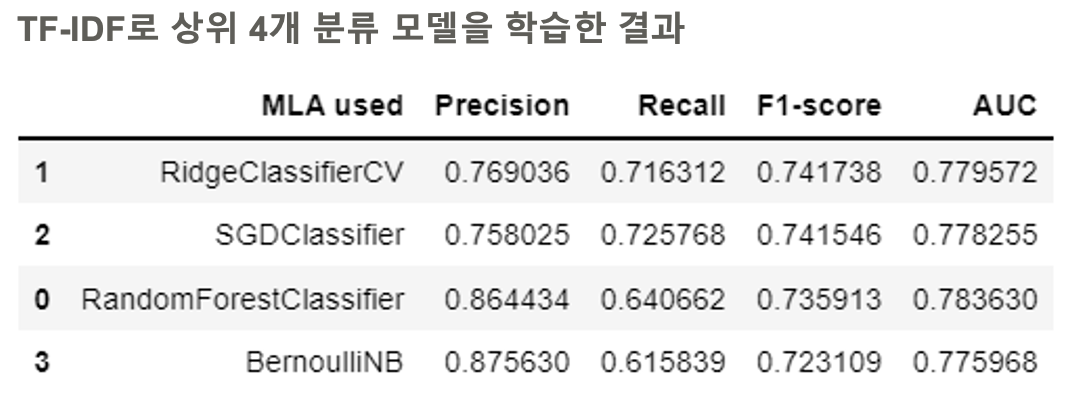 TF-IDF로 상위 4개 분류 모델을 학습한 결과
MLA used Precision Recall F1-score AUC
1 RidgeClassifierCV 0.769036 0.716312 0.741738 0.779572
2 SGDClassifier 0.758025 0.725768 0.741546 0.778255
0 RandomForestClassifier 0.864434 0.640662 0.735913 0.783630
3 BernoulliNB 0.875630 0.615839 0.723109 0.775968